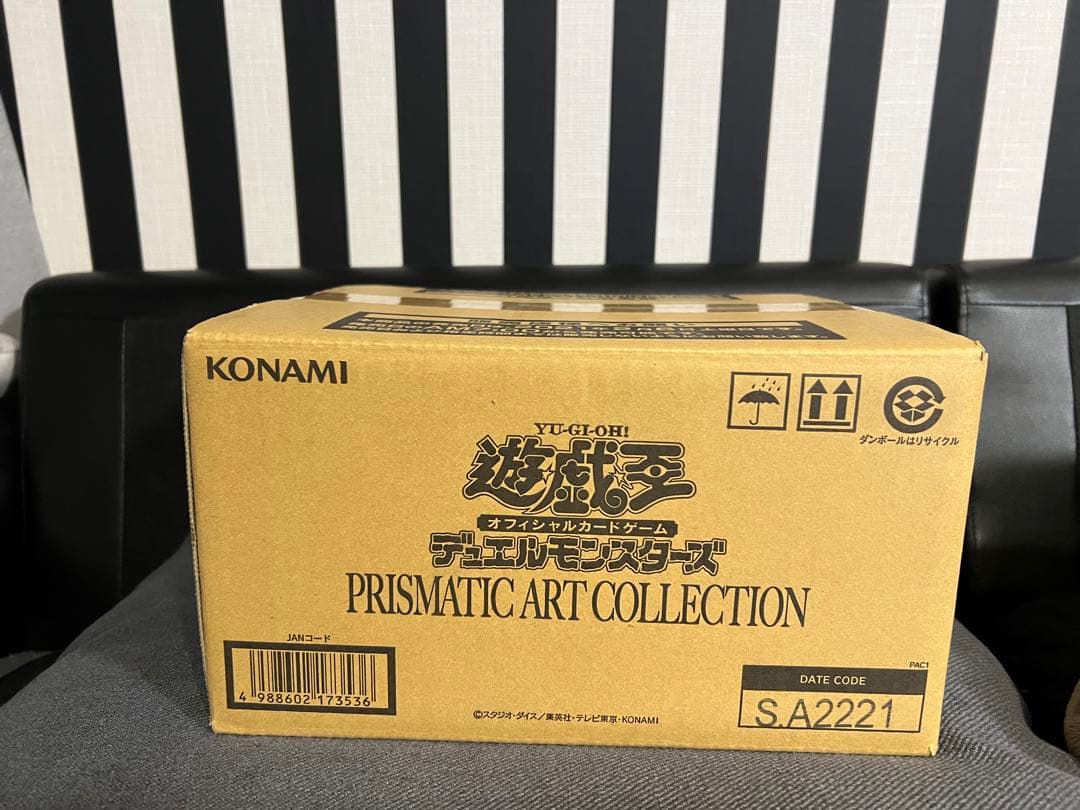 KONAMI
YU-GI-OH!
遊戯王
オフィシャルカードゲーム
デュエルモンスターズ
PRISMATIC ART COLLECTION
ダンボールはリサイクル
JANコード
4 988602 173536
©スタジオ・ダイス／集英社・テレビ東京・KONAMI
PAC1
DATE CODE
S.A2221